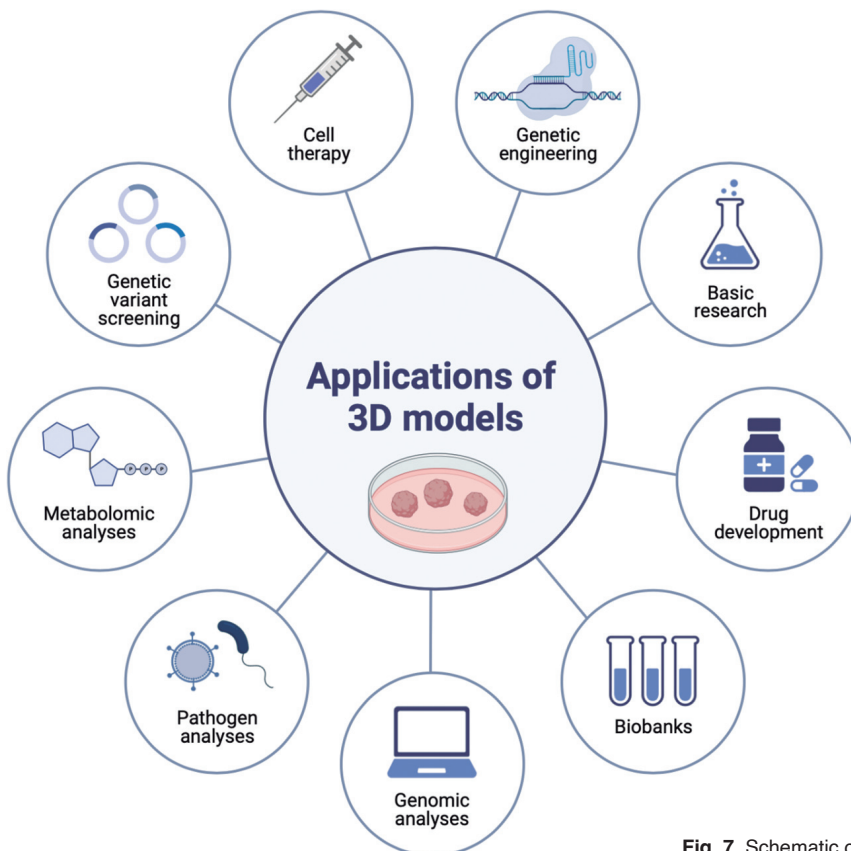 Applications of
3D models
Cell
therapy
Genetic
engineering
Basic
research
Drug
development
Biobanks
Genomic
analyses
Pathogen
analyses
Metabolomic
analyses
P P P
Genetic
variant
screening
Fig. 7. Schematic